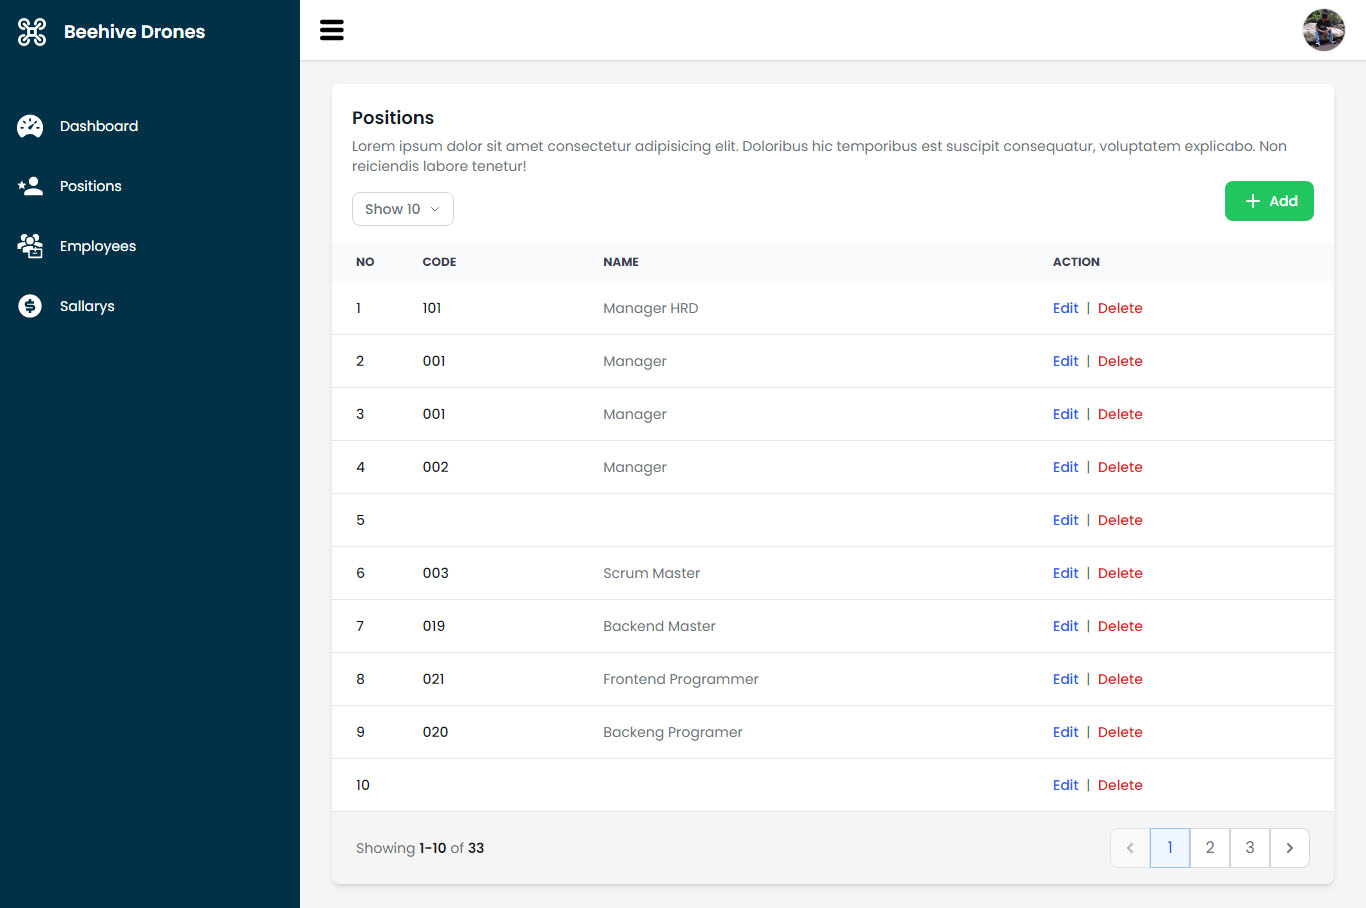 Beehive Drones
Dashboard
Positions
Employees
Sallarys
Positions
Lorem ipsum dolor sit amet consectetur adipisicing elit. Doloribus hic temporibus est suscipit consequatur, voluptatem explicabo. Non
reiciendis labore tenetur!
Show 10
Add
NO CODE NAME ACTION
1 101 Manager HRD Edit | Delete
2 001 Manager Edit | Delete
3 001 Manager Edit | Delete
4 002 Manager Edit | Delete
5 Edit | Delete
6 003 Scrum Master Edit | Delete
7 019 Backend Master Edit | Delete
8 021 Frontend Programmer Edit | Delete
9 020 Backeng Programer Edit | Delete
10 Edit | Delete
Showing 1-10 of 33
1 2 3